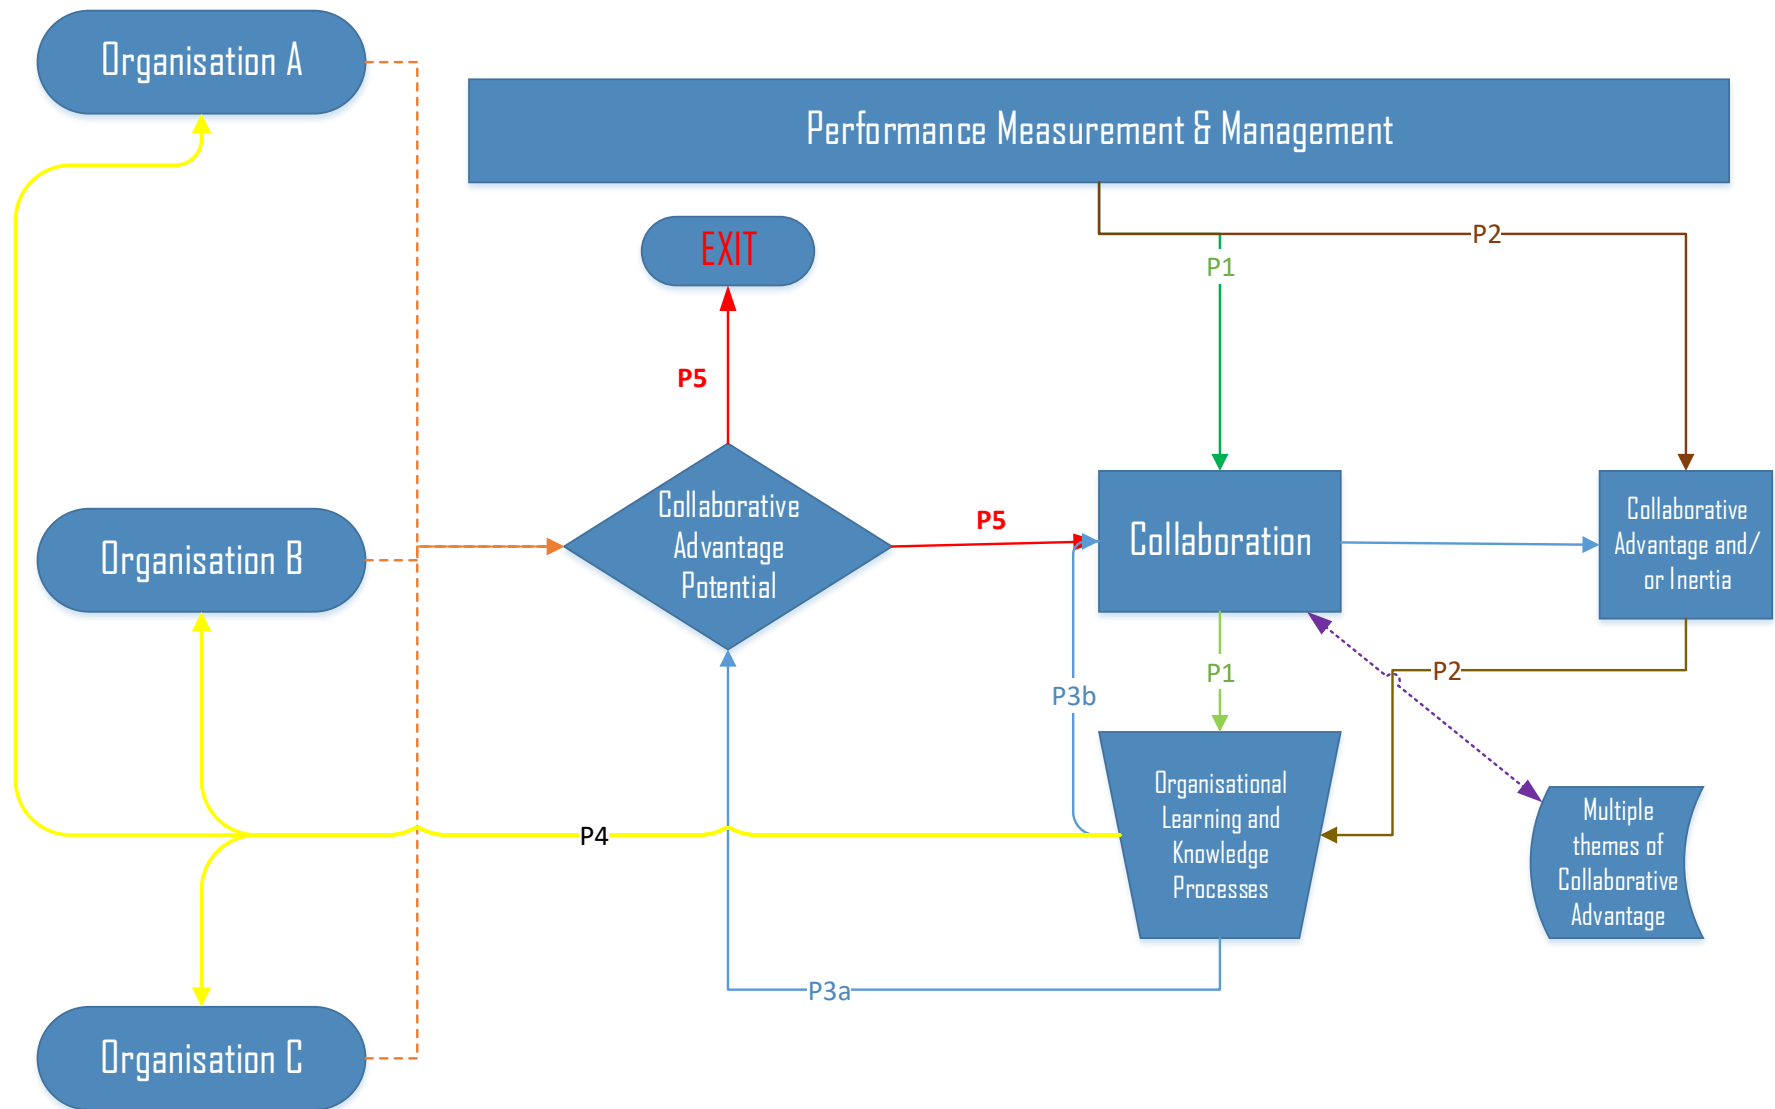 Organisation A
Performance Measurement & Management
EXIT
P2
P1
P5
Collaborative
Advantage
Potential
P5
Collaboration
Collaborative
Advantage and/
or Inertia
Organisation B
P1
P2
P3b
Organisational
Learning and
Knowledge
Processes
Multiple
themes of
Collaborative
Advantage
P4
P3a
Organisation C